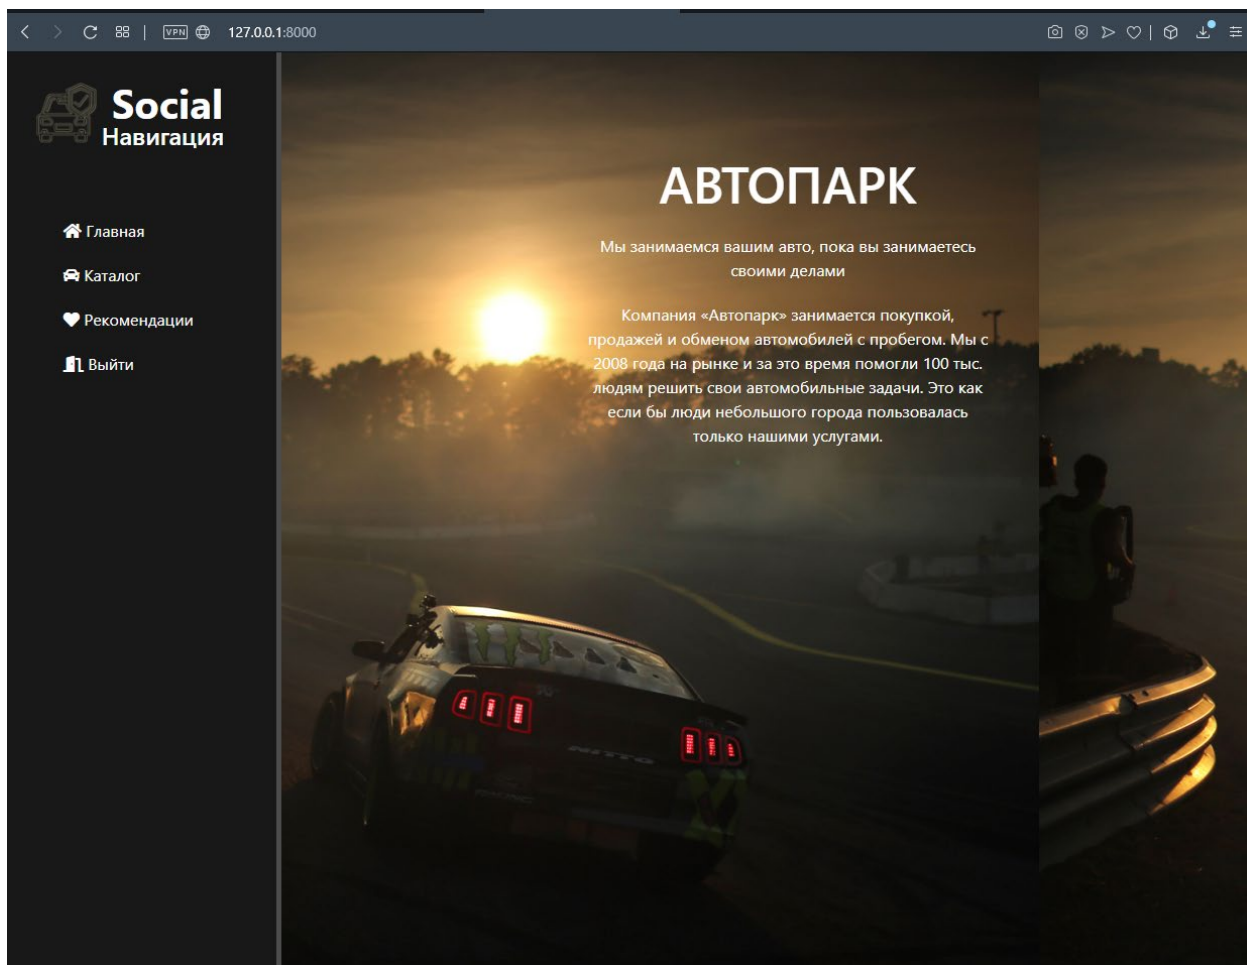 VPN
127.0.0.1:8000
Social
Навигация
Главная
Каталог
Рекомендации
Выйти
АВТОПАРК
Мы занимаемся вашим авто, пока вы занимаетесь
своими делами
Компания «Автопарк» занимается покупкой,
продажей и обменом автомобилей с пробегом. Мы с
2008 года на рынке и за это время помогли 100 тыс.
людям решить свои автомобильные задачи. Это как
если бы люди небольшого города пользовалась
только нашими услугами.
NITTO